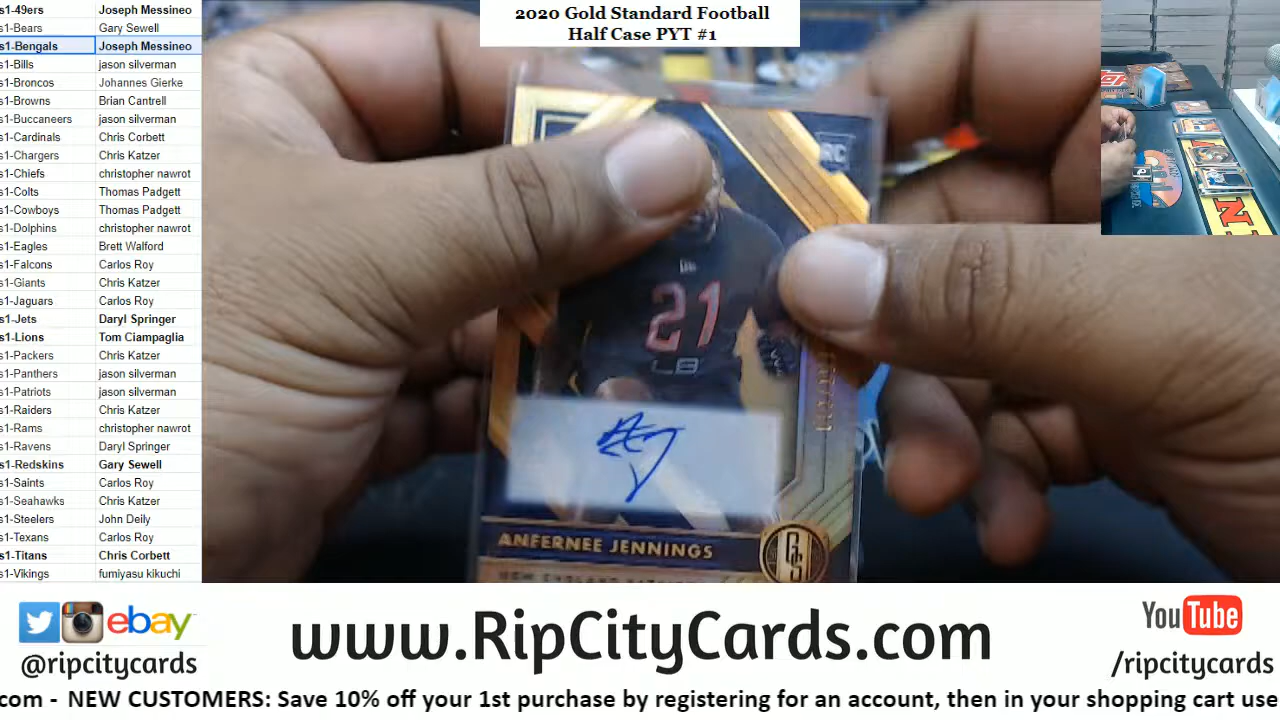 2020 Gold Standard Football
Half Case PYT #1
s1-49ers Joseph Messineo
s1-Bears Gary Sewell
s1-Bengals Joseph Messineo
s1-Bills jason silverman
s1-Broncos Johannes Gierke
s1-Browns Brian Cantrell
s1-Buccaneers jason silverman
s1-Cardinals Chris Corbett
s1-Chargers Chris Katzer
s1-Chiefs christopher nawrot
s1-Colts Thomas Padgett
s1-Cowboys Thomas Padgett
s1-Dolphins christopher nawrot
s1-Eagles Brett Walford
s1-Falcons Carlos Roy
s1-Giants Chris Katzer
s1-Jaguars Carlos Roy
s1-Jets Daryl Springer
s1-Lions Tom Ciampaglia
s1-Packers Chris Katzer
s1-Panthers jason silverman
s1-Patriots jason silverman
s1-Raiders Chris Katzer
s1-Rams christopher nawrot
s1-Ravens Daryl Springer
s1-Redskins Gary Sewell
s1-Saints Carlos Roy
s1-Seahawks Chris Katzer
s1-Steelers John Deily
s1-Texans Carlos Roy
s1-Titans Chris Corbett
s1-Vikings fumiyasu kikuchi
RC
21
LB
ANFERNEE JENNINGS
GS
NEW ENGLAND
ebay
@ripcitycards
www.RipCityCards.com
YouTube
/ripcitycards
com - NEW CUSTOMERS: Save 10% off your 1st purchase by registering for an account, then in your shopping cart use